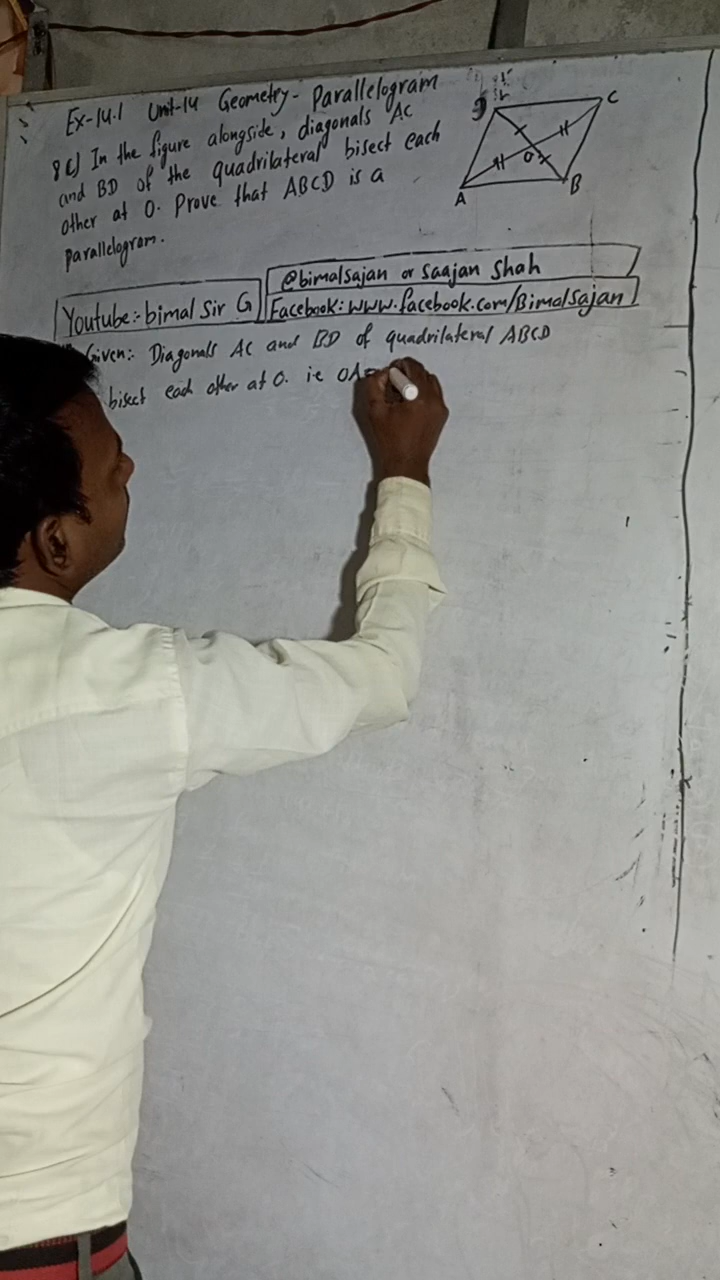 Ex-14.1 Unit-14 Geometry- Parallelogram
8 c) In the figure alongside, diagonals AC
and BD of the quadrilateral bisect each
other at O. Prove that ABCD is a
parallelogram.
D
C
O
A
B
Youtube:- bimal Sir G
@bimalsajan or Saajan Shah
Facebook: www.facebook.com/Bimalsajan
Given:- Diagonals AC and BD of quadrilateral ABCD
bisect each other at O. i.e OA=